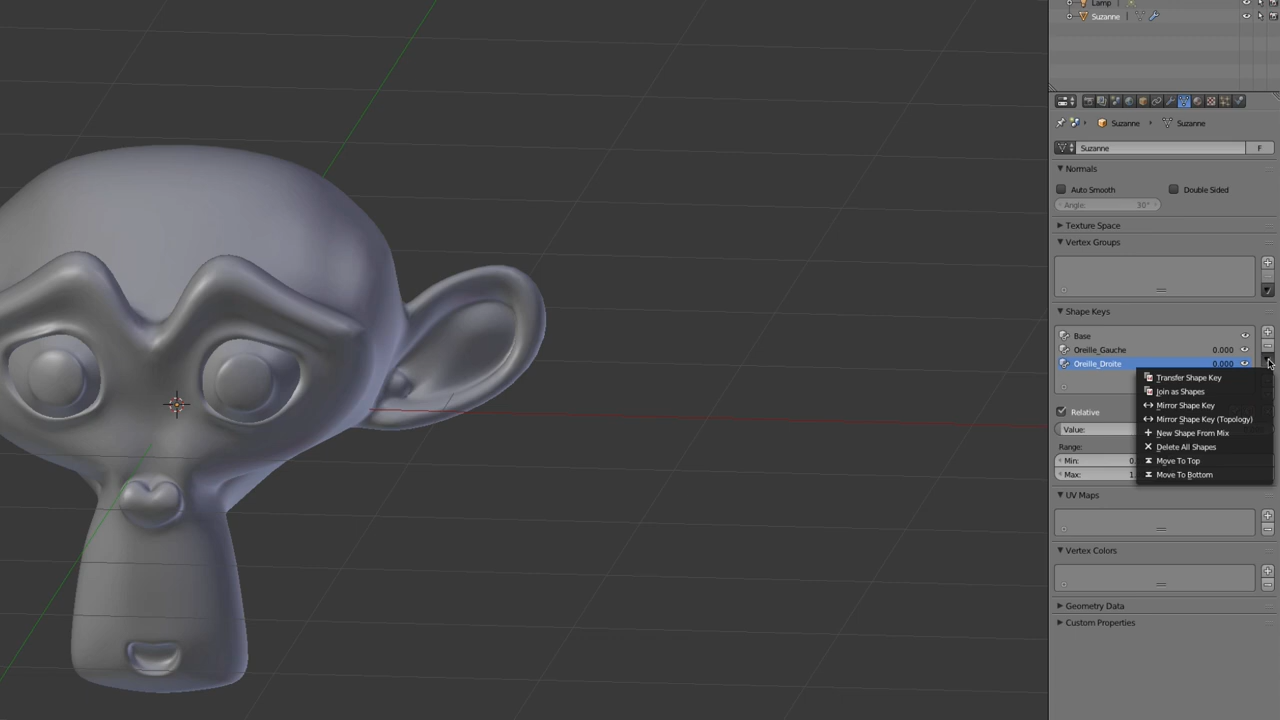 Lamp
Suzanne
Suzanne Suzanne
Suzanne F
Normals
Auto Smooth Double Sided
Angle: 30°
Texture Space
Vertex Groups
Shape Keys
Base
Oreille_Gauche 0.000
Oreille_Droite 0.000
Transfer Shape Key
Join as Shapes
Mirror Shape Key
Relative
Mirror Shape Key (Topology)
Value:
New Shape From Mix
Range:
Delete All Shapes
Min: 0.
Move To Top
Max: 1
Move To Bottom
UV Maps
Vertex Colors
Geometry Data
Custom Properties